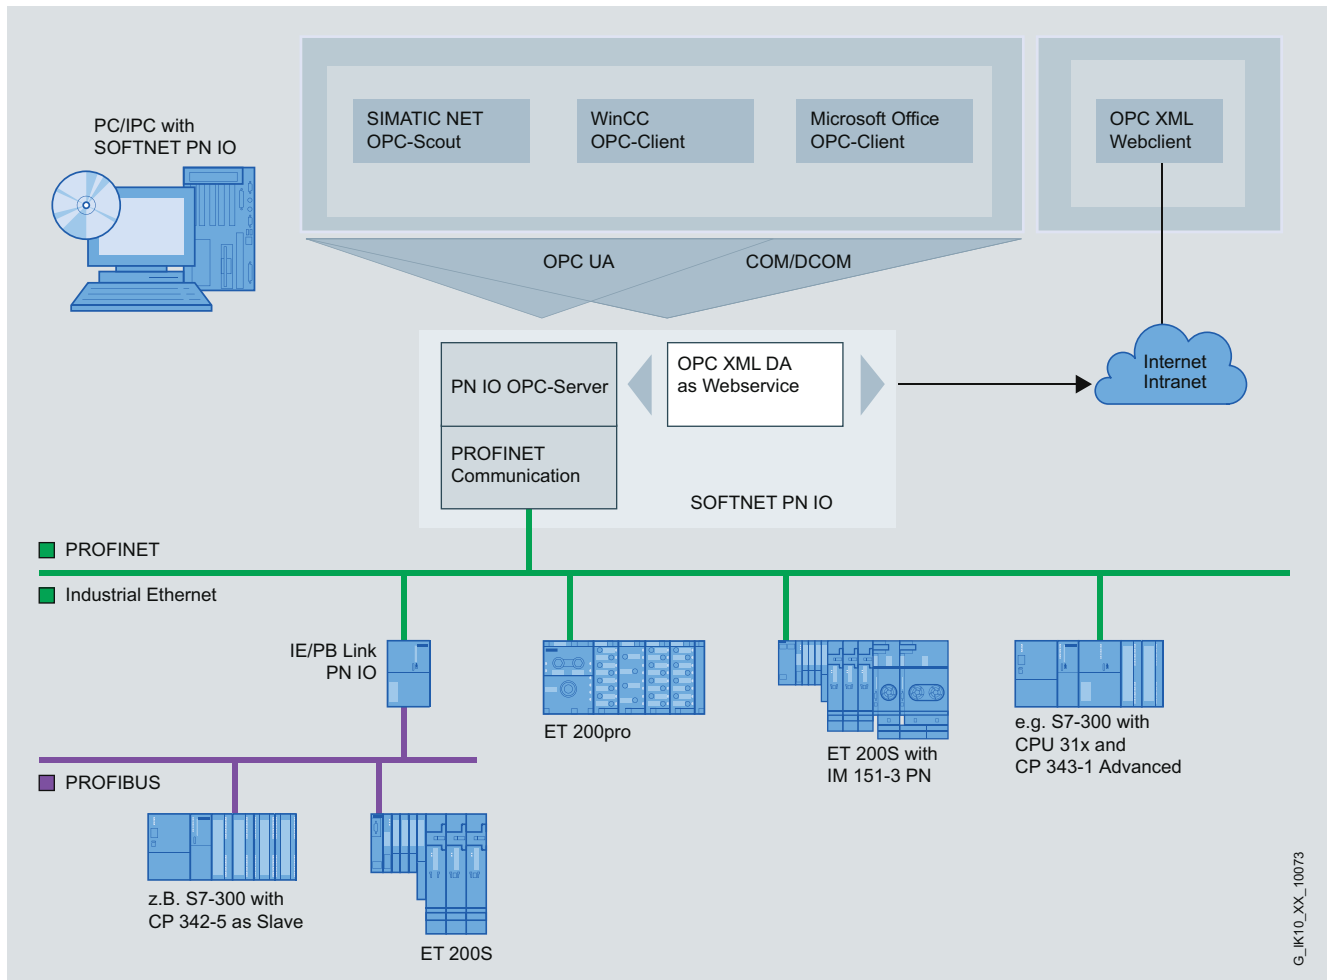 PC/IPC with
SOFTNET PN IO
SIMATIC NET
OPC-Scout
WinCC
OPC-Client
Microsoft Office
OPC-Client
OPC XML
Webclient
OPC UA
COM/DCOM
PN IO OPC-Server
OPC XML DA
as Webservice
Internet
Intranet
PROFINET
Communication
SOFTNET PN IO
PROFINET
Industrial Ethernet
IE/PB Link
PN IO
ET 200pro
ET 200S with
IM 151-3 PN
e.g. S7-300 with
CPU 31x and
CP 343-1 Advanced
PROFIBUS
z.B. S7-300 with
CP 342-5 as Slave
ET 200S
G_IK10_XX_10073